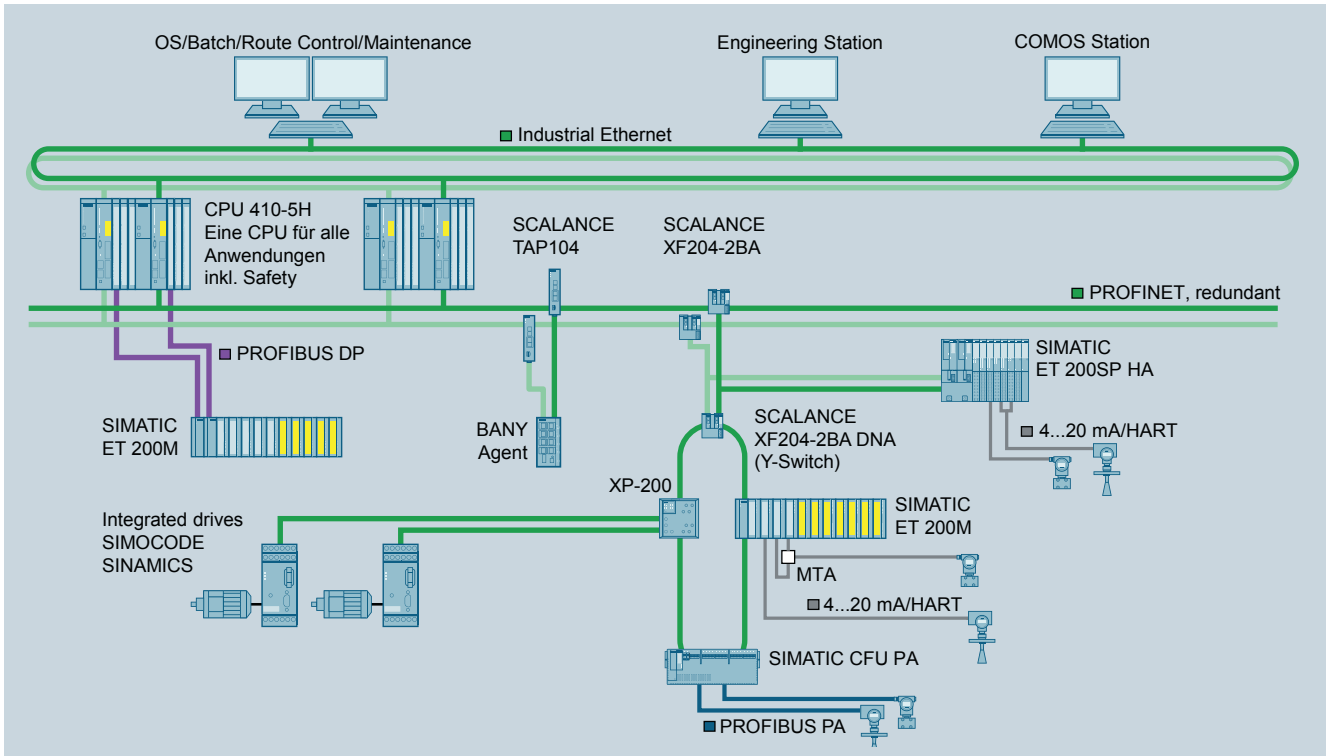 OS/Batch/Route Control/Maintenance
Engineering Station
COMOS Station
Industrial Ethernet
CPU 410-5H
Eine CPU für alle
Anwendungen
inkl. Safety
SCALANCE
TAP104
SCALANCE
XF204-2BA
PROFINET, redundant
PROFIBUS DP
SIMATIC
ET 200SP HA
SIMATIC
ET 200M
BANY
Agent
SCALANCE
XF204-2BA DNA
(Y-Switch)
4...20 mA/HART
XP-200
SIMATIC
ET 200M
Integrated drives
SIMOCODE
SINAMICS
MTA
4...20 mA/HART
SIMATIC CFU PA
PROFIBUS PA